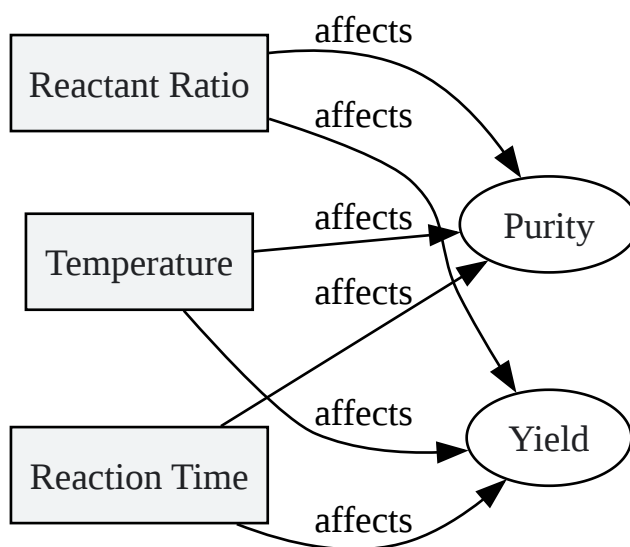 affects
Reactant Ratio
affects
affects
Purity
Temperature
affects
affects
Yield
Reaction Time
affects